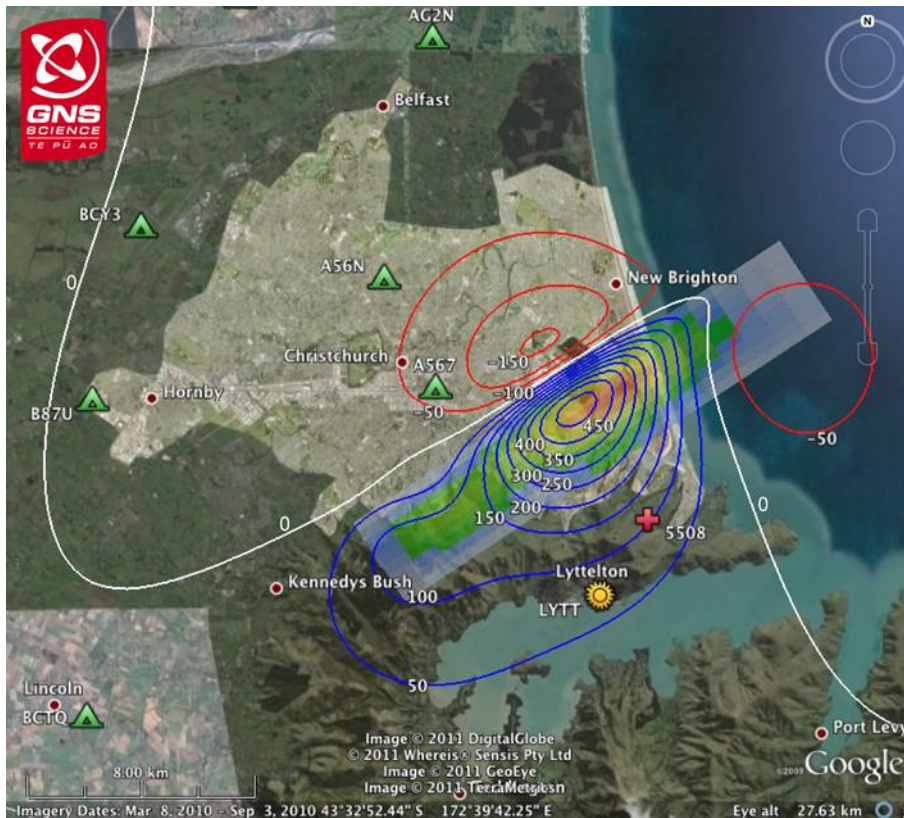 AG2N
N
GNS
SCIENCE
TE PŪ AO
Belfast
BCY3
A56N
0
New Brighton
-150
Christchurch
A567
-100
-50
Hornby
B87U
450
400
350
-50
300
250
200
150
0
0
5508
Kennedys Bush
Lyttelton
100
LYTT
50
Lincoln
BCTQ
Port Levy
Image © 2011 DigitalGlobe
© 2011 Whereis® Sensis Pty Ltd
Image © 2011 GeoEye
Image © 2011 TerraMetrics
8.00 km
Google
Imagery Dates: Mar 8, 2010 - Sep 3, 2010 43°32'52.44" S 172°39'42.25" E
Eye alt 27.63 km